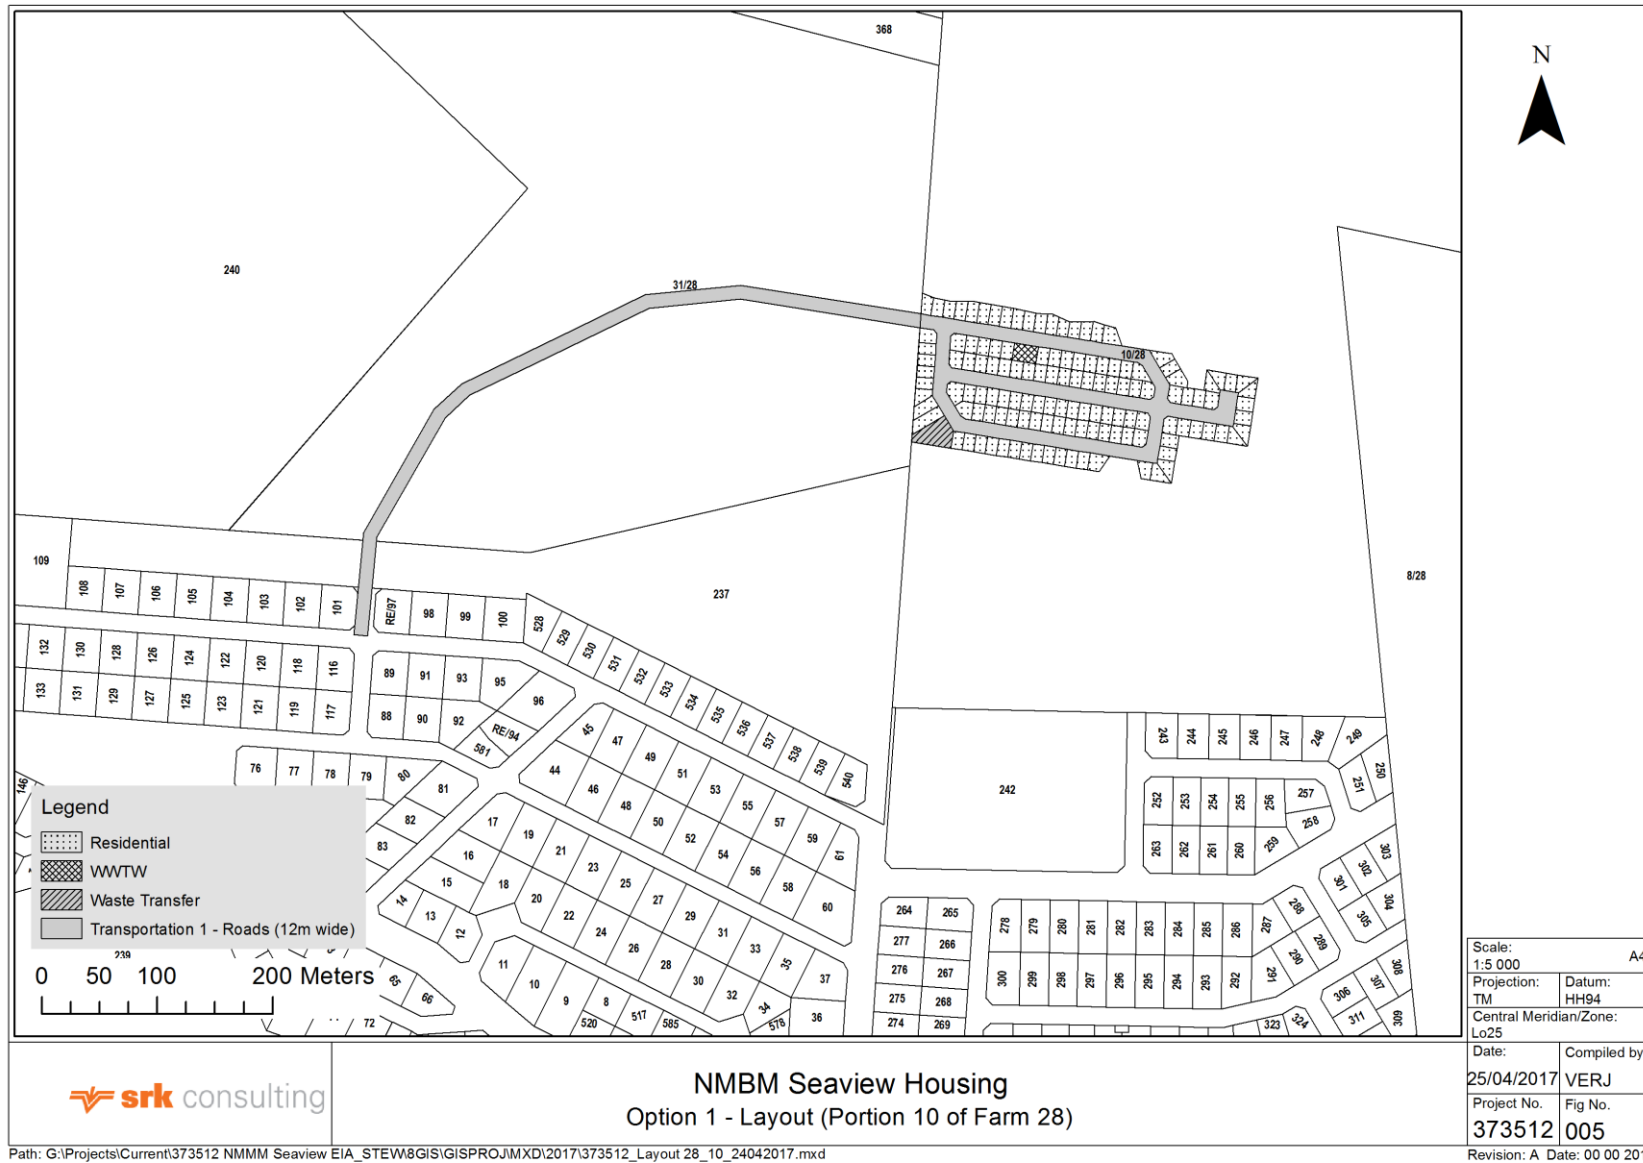 368
N
240
31/28
10/28
109
108 107 106 105 104 103 102 101
RE/97 98 99 100
528 529 530 531 532 533 534 535 536 537 538 539 540
237
8/28
132 130 128 126 124 122 120 118 116
133 131 129 127 125 123 121 119 117
89 91 93 95 96
88 90 92 RE/94 581
76 77 78 79 80 81
82
83
146
45 47 49 51 53 55 57 59 61
44 46 48 50 52 54 56 58 60
242
243 244 245 246 247 248 249 250 251
252 253 254 255 256 257 258
263 262 261 260 259
17 19 21 23 25 27 29 31 33 35 37
16 18 20 22 24 26 28 30 32 34 36
15
14 13 12
11 10 9 8
520 517 585 578
264 265
277 266
276 267
275 268
274 269
278 279 280 281 282 283 284 285 286 287 288 289
300 299 298 297 296 295 294 293 292 291 290
301 302 303
305 304
306 307 308
311 309
323 324
65 66
72
239
Legend
Residential
WWTW
Waste Transfer
Transportation 1 - Roads (12m wide)
0 50 100 200 Meters
Scale:
1:5 000 A4
Projection: Datum:
TM HH94
Central Meridian/Zone:
Lo25
Date: Compiled by
25/04/2017 VERJ
Project No. Fig No.
373512 005
Revision: A Date: 00 00 201
srk consulting
NMBM Seaview Housing
Option 1 - Layout (Portion 10 of Farm 28)
Path: G:\Projects\Current\373512 NMMM Seaview EIA_STEW\8GIS\GISPROJ\MXD\2017\373512_Layout 28_10_24042017.mxd